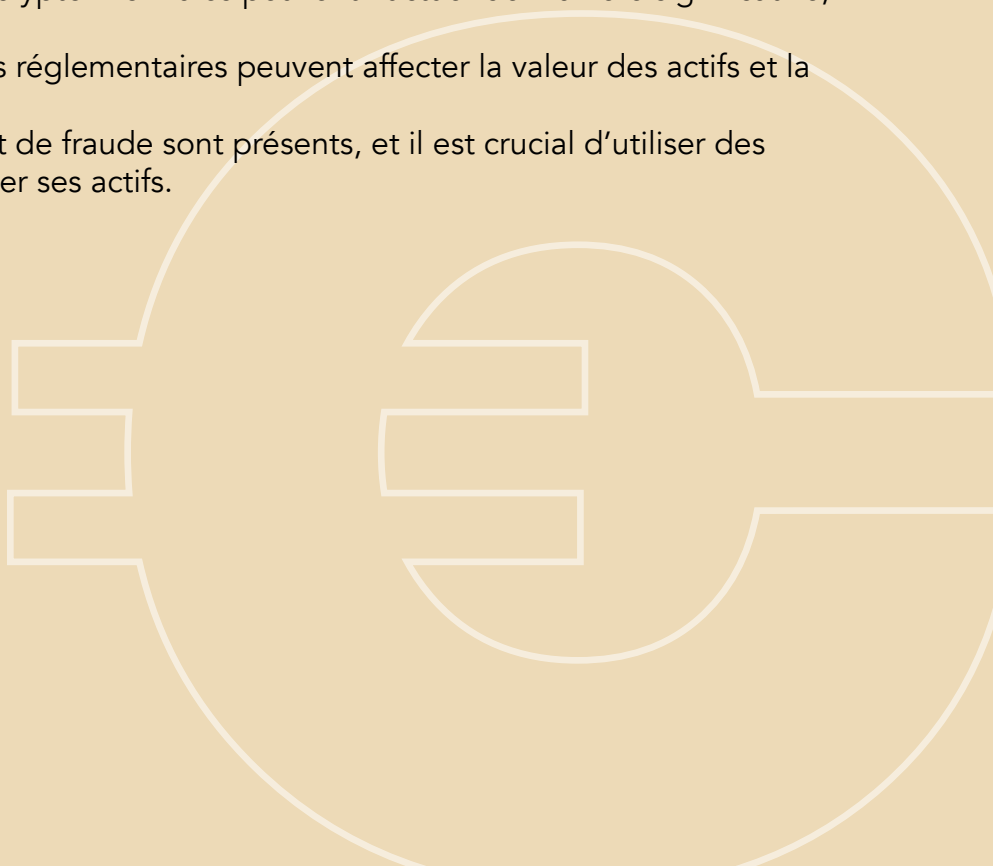 s réglementaires peuvent affecter la valeur des actifs et la
t de fraude sont présents, et il est crucial d’utiliser des
er ses actifs.